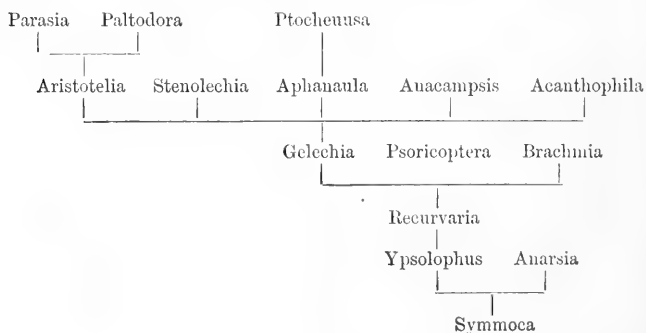 Parasia Paltodora Ptocheuusa
Aristotelia Stenolechia Aphanaula Anacampsis Acanthophila
Gelechia Psoricoptera Brachmia
Recurvaria
Ypsolophus Anarsia
Symmoca